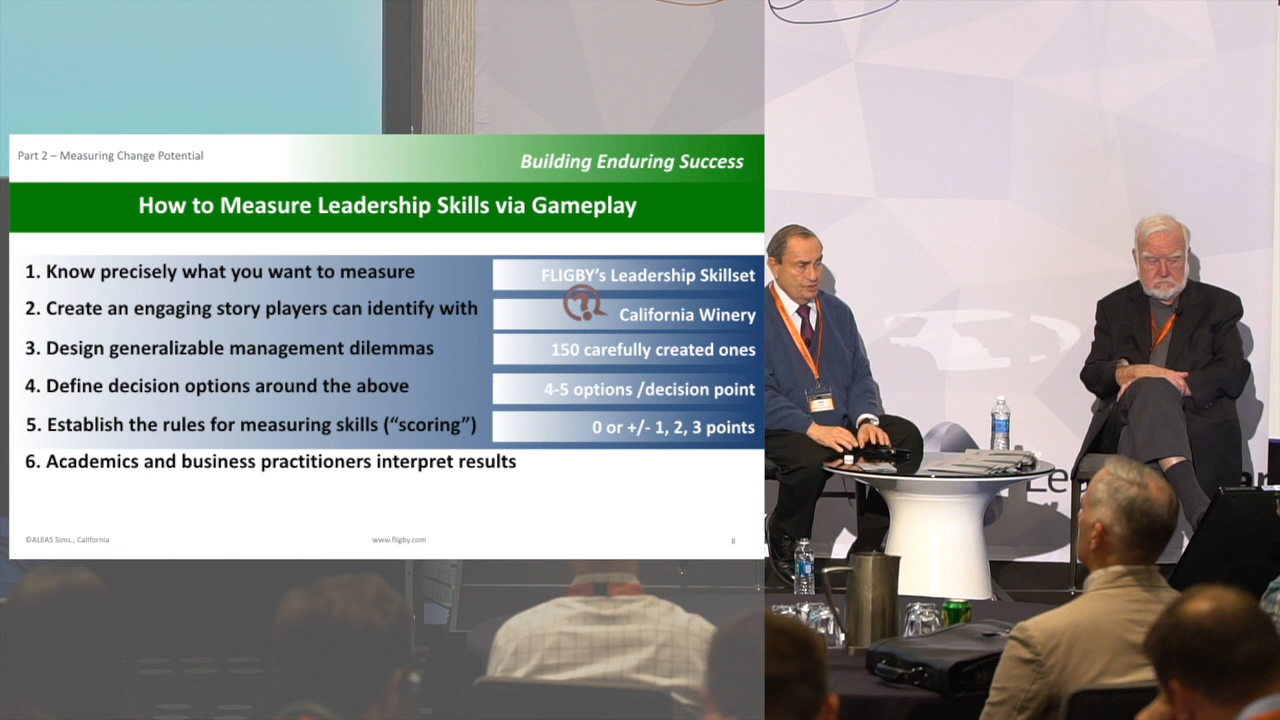 Part 2 – Measuring Change Potential
Building Enduring Success
How to Measure Leadership Skills via Gameplay
1. Know precisely what you want to measure
FLIGBY's Leadership Skillset
2. Create an engaging story players can identify with
California Winery
3. Design generalizable management dilemmas
150 carefully created ones
4. Define decision options around the above
4-5 options /decision point
5. Establish the rules for measuring skills (“scoring”)
0 or +/- 1, 2, 3 points
6. Academics and business practitioners interpret results
©ALEAS Sims., California
www.fligby.com
8